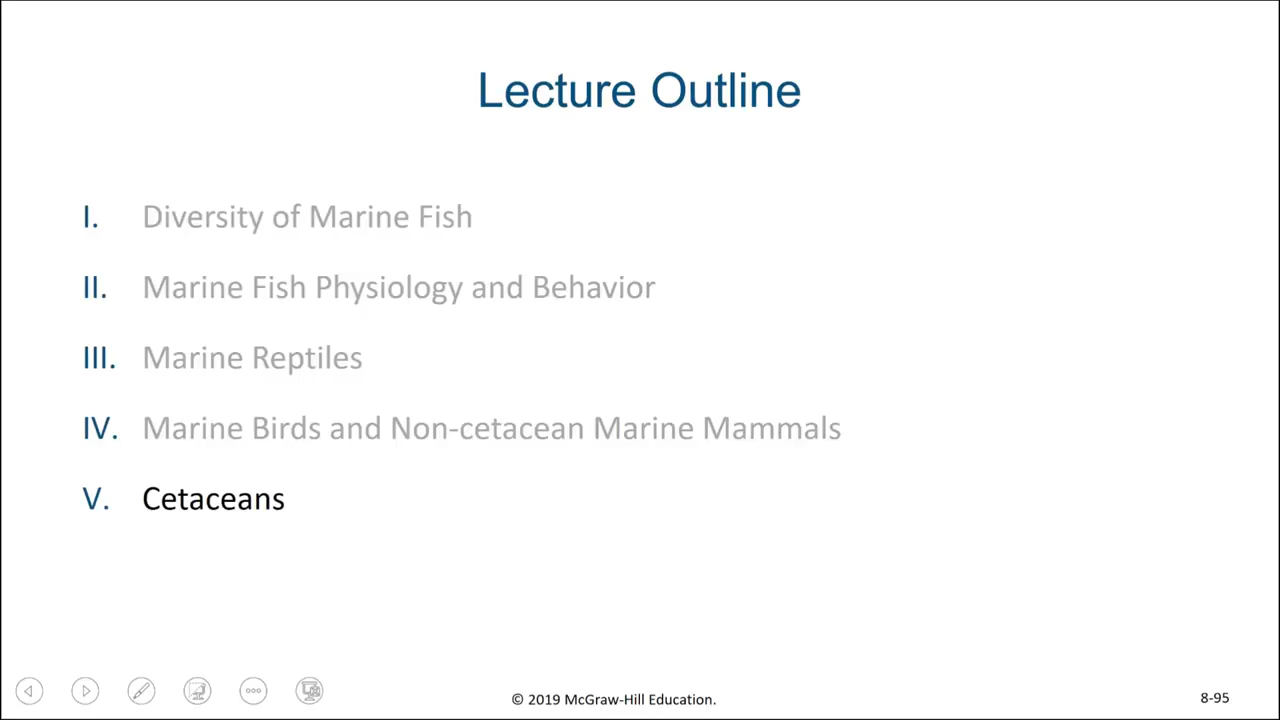 Lecture Outline
I. Diversity of Marine Fish
II. Marine Fish Physiology and Behavior
III. Marine Reptiles
IV. Marine Birds and Non-cetacean Marine Mammals
V. Cetaceans
© 2019 McGraw-Hill Education.
8-95